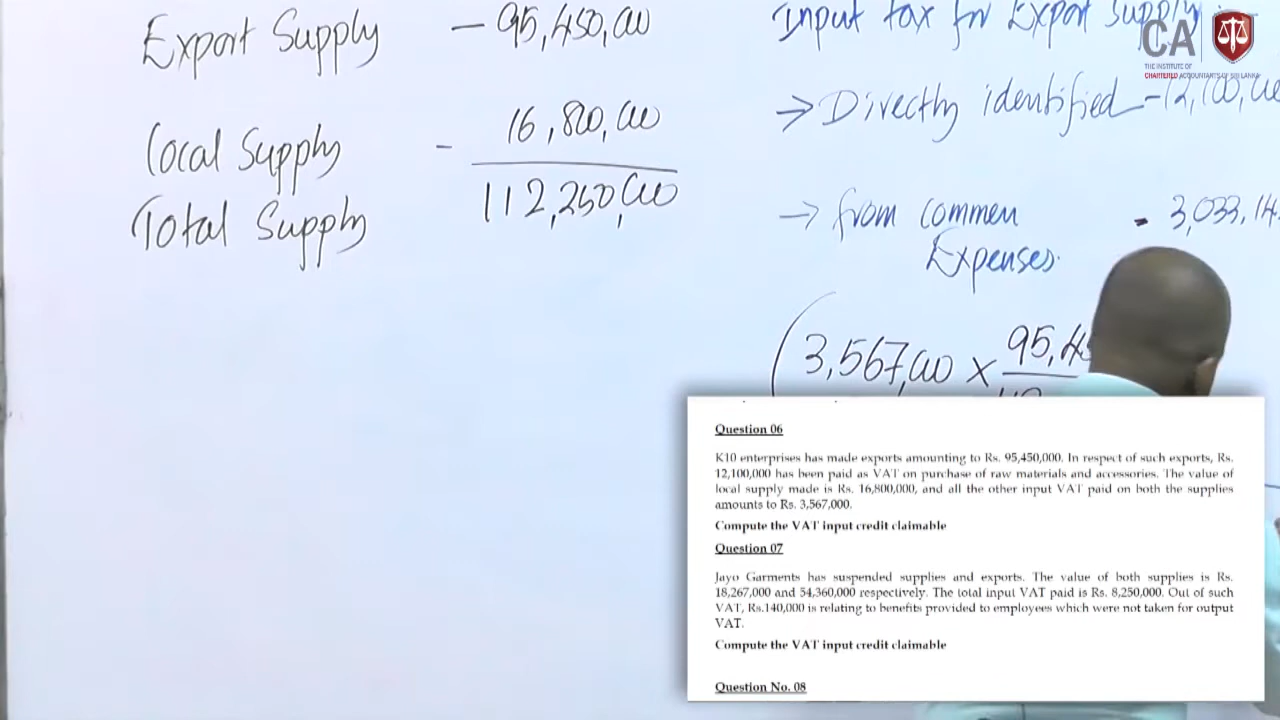 Export Supply — 95,450,000
Local Supply - 16,800,000
Total Supply 112,250,000
Input tax for Export Supply
→ Directly identified - 12,100,000
→ from common Expenses. - 3,033,14
(3,567,000 × 95,4
CA
THE INSTITUTE OF
CHARTERED ACCOUNTANTS OF SRI LANKA
Question 06
K10 enterprises has made exports amounting to Rs. 95,450,000. In respect of such exports, Rs.
12,100,000 has been paid as VAT on purchase of raw materials and accessories. The value of
local supply made is Rs. 16,800,000, and all the other input VAT paid on both the supplies
amounts to Rs. 3,567,000.
Compute the VAT input credit claimable
Question 07
Jayo Garments has suspended supplies and exports. The value of both supplies is Rs.
18,267,000 and 54,360,000 respectively. The total input VAT paid is Rs. 8,250,000. Out of such
VAT, Rs.140,000 is relating to benefits provided to employees which were not taken for output
VAT.
Compute the VAT input credit claimable
Question No. 08